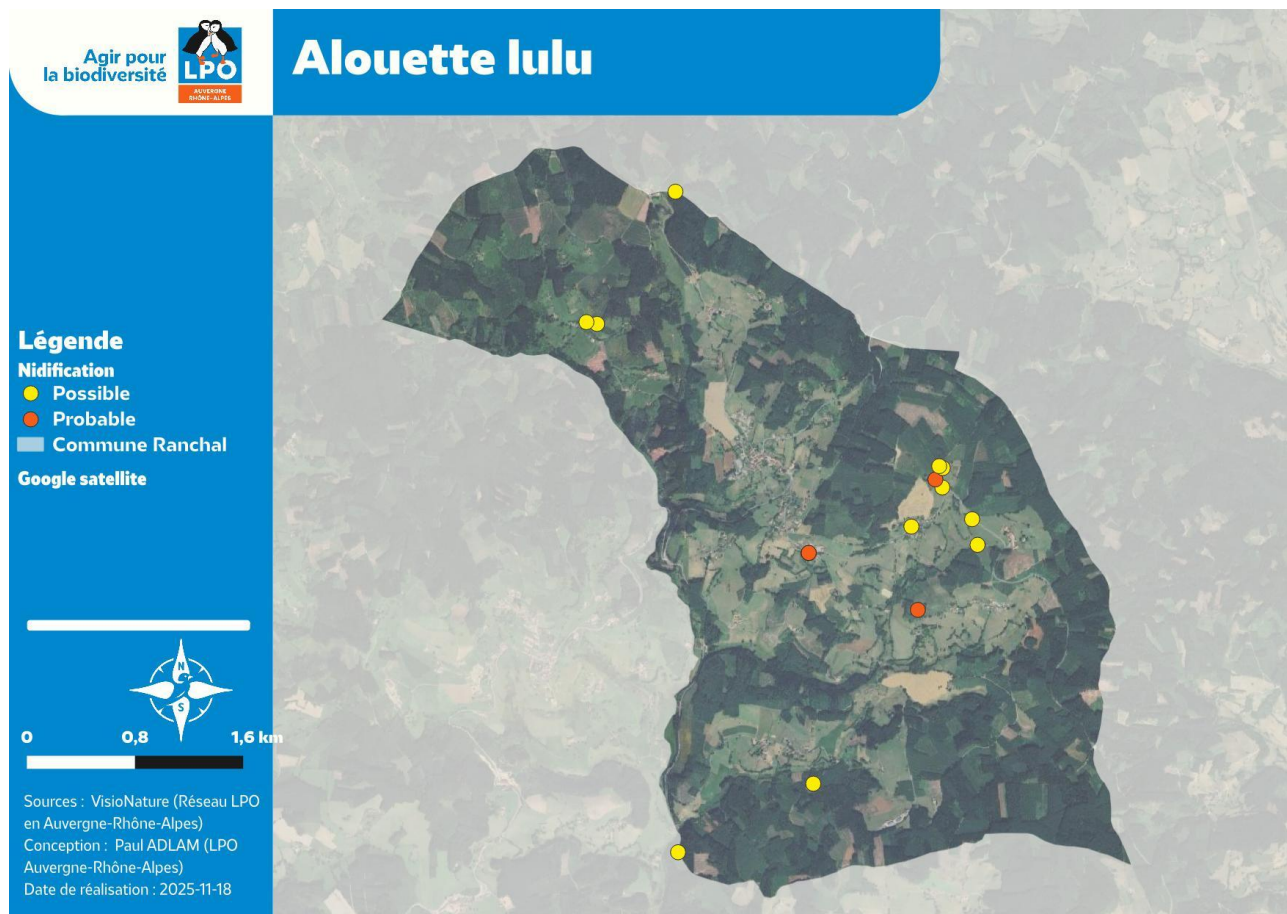 Agir pour
la biodiversité
LPO
AUVERGNE
RHÔNE-ALPES
Alouette lulu
Légende
Nidification
Possible
Probable
Commune Ranchal
Google satellite
N
S
0 0,8 1,6 km
Sources : VisioNature (Réseau LPO
en Auvergne-Rhône-Alpes)
Conception : Paul ADLAM (LPO
Auvergne-Rhône-Alpes)
Date de réalisation : 2025-11-18